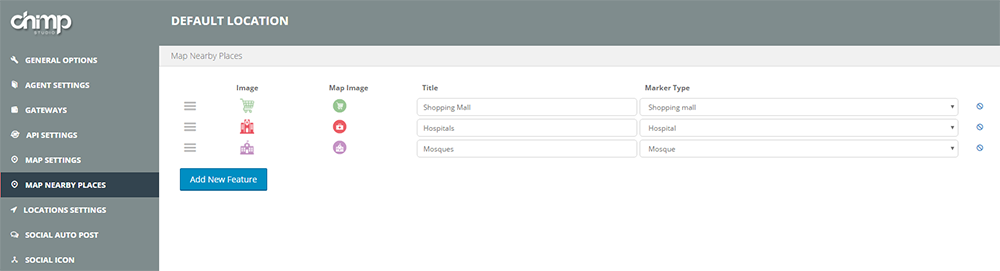 chimp
STUDIO
DEFAULT LOCATION
GENERAL OPTIONS
AGENT SETTINGS
GATEWAYS
API SETTINGS
MAP SETTINGS
MAP NEARBY PLACES
LOCATIONS SETTINGS
SOCIAL AUTO POST
SOCIAL ICON
Map Nearby Places
Image Map Image Title Marker Type
Shopping Mall Shopping mall
Hospitals Hospital
Mosques Mosque
Add New Feature